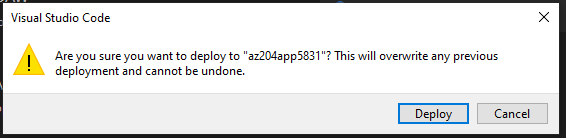 Visual Studio Code
Are you sure you want to deploy to "az204app5831"? This will overwrite any previous
deployment and cannot be undone.
Deploy
Cancel